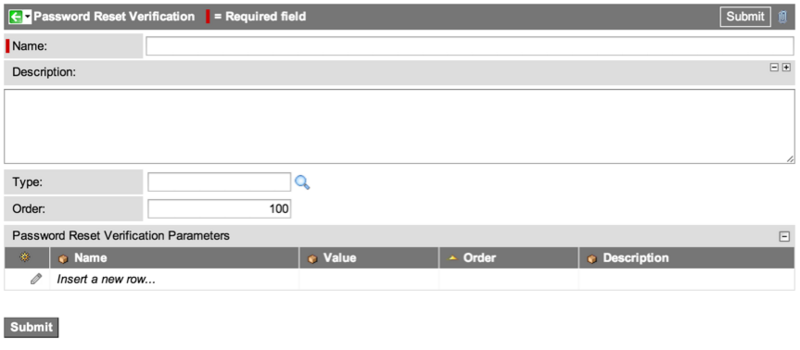 Password Reset Verification = Required field Submit
Name:
Description:
Type:
Order: 100
Password Reset Verification Parameters
Name Value Order Description
Insert a new row...
Submit